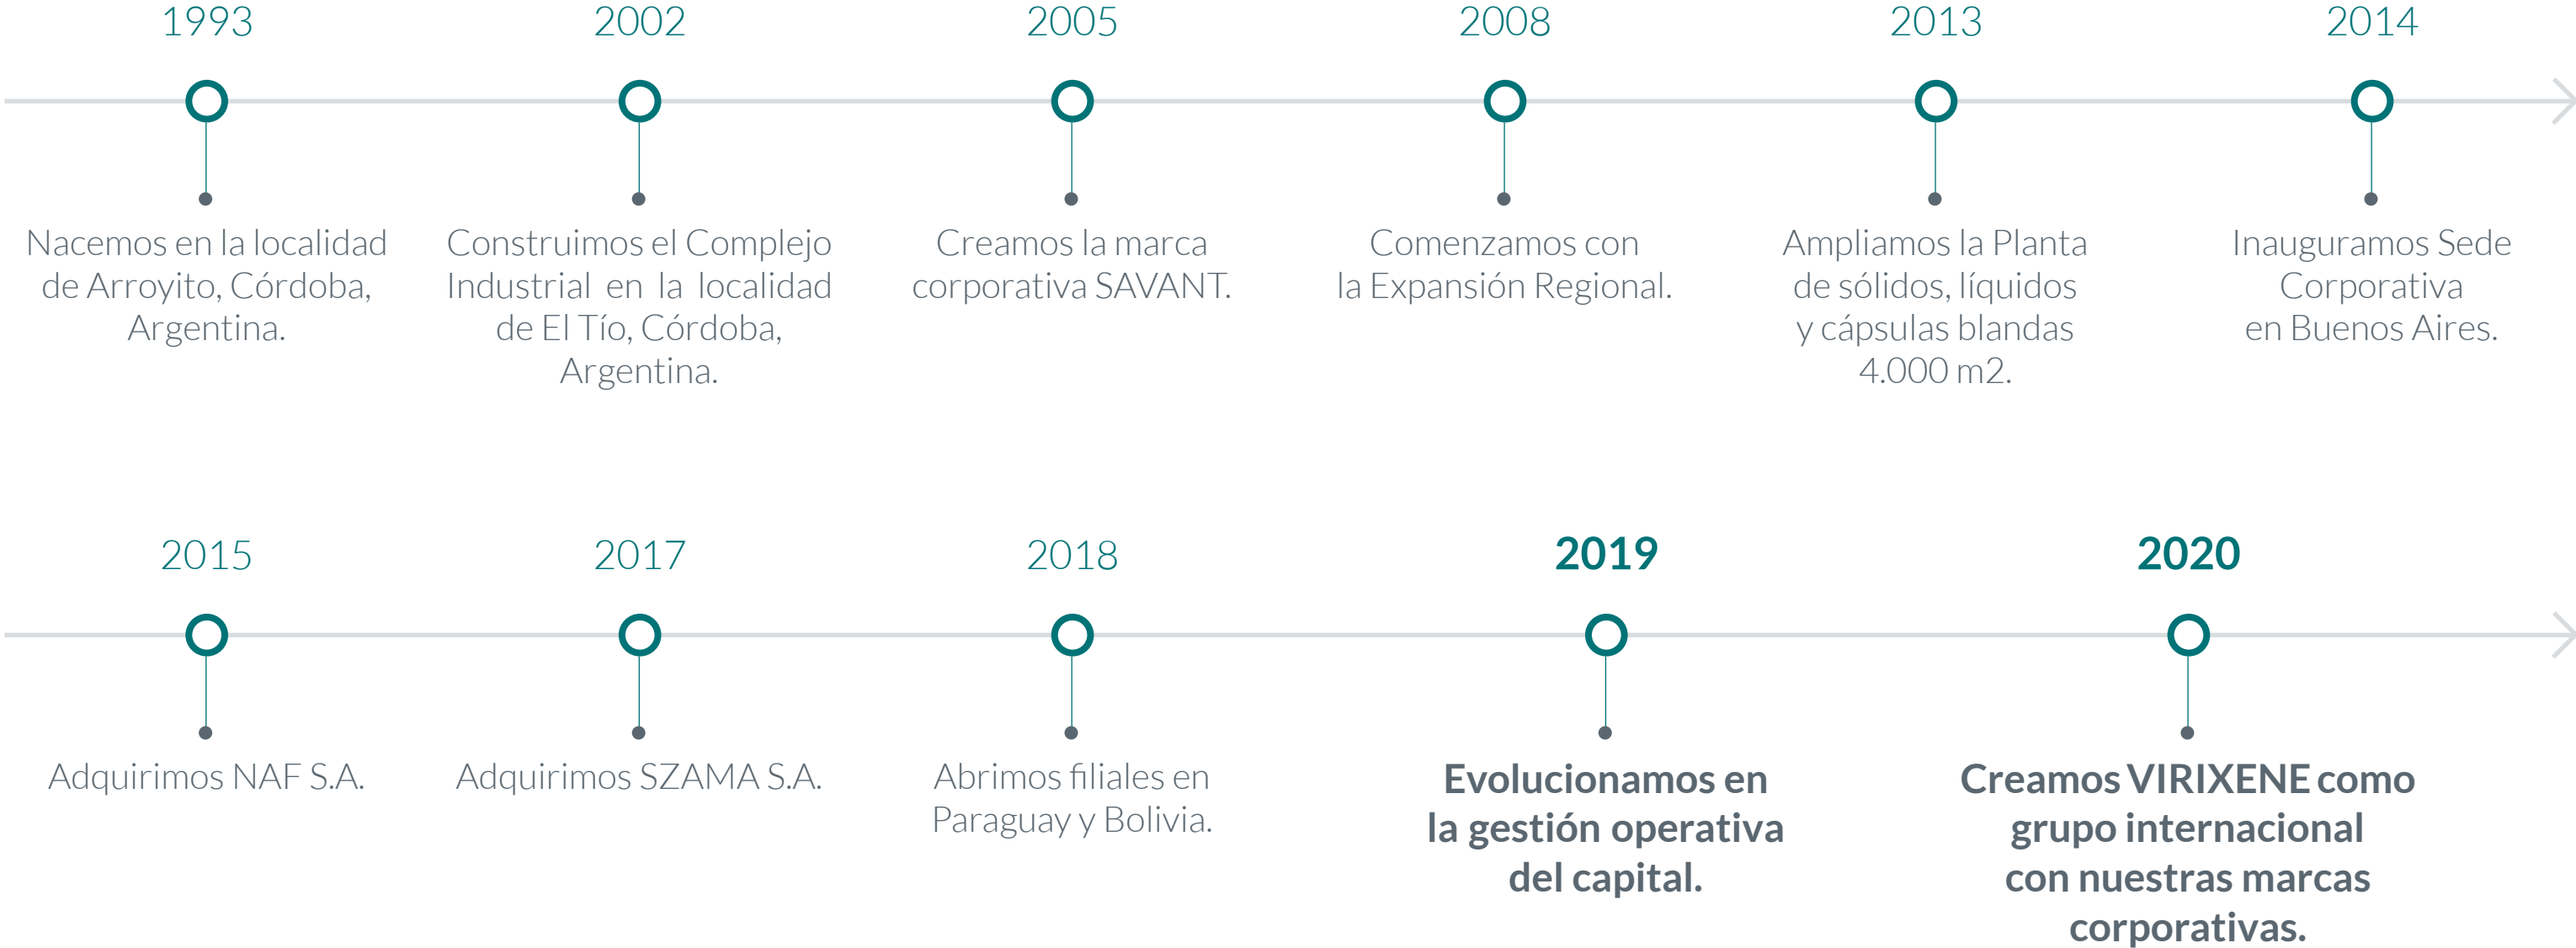 1993
Nacemos en la localidad
de Arroyito, Córdoba,
Argentina.
2002
Construimos el Complejo
Industrial en la localidad
de El Tío, Córdoba,
Argentina.
2005
Creamos la marca
corporativa SAVANT.
2008
Comenzamos con
la Expansión Regional.
2013
Ampliamos la Planta
de sólidos, líquidos
y cápsulas blandas
4.000 m2.
2014
Inauguramos Sede
Corporativa
en Buenos Aires.
2015
Adquirimos NAF S.A.
2017
Adquirimos SZAMA S.A.
2018
Abrimos filiales en
Paraguay y Bolivia.
2019
Evolucionamos en
la gestión operativa
del capital.
2020
Creamos VIRIXENE como
grupo internacional
con nuestras marcas
corporativas.